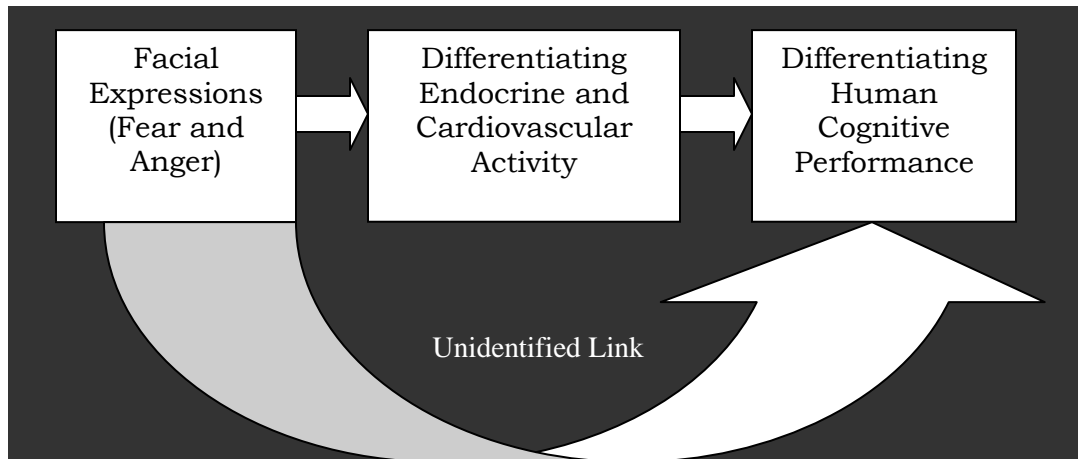 Facial
Expressions
(Fear and
Anger)
Differentiating
Endocrine and
Cardiovascular
Activity
Differentiating
Human
Cognitive
Performance
Unidentified Link